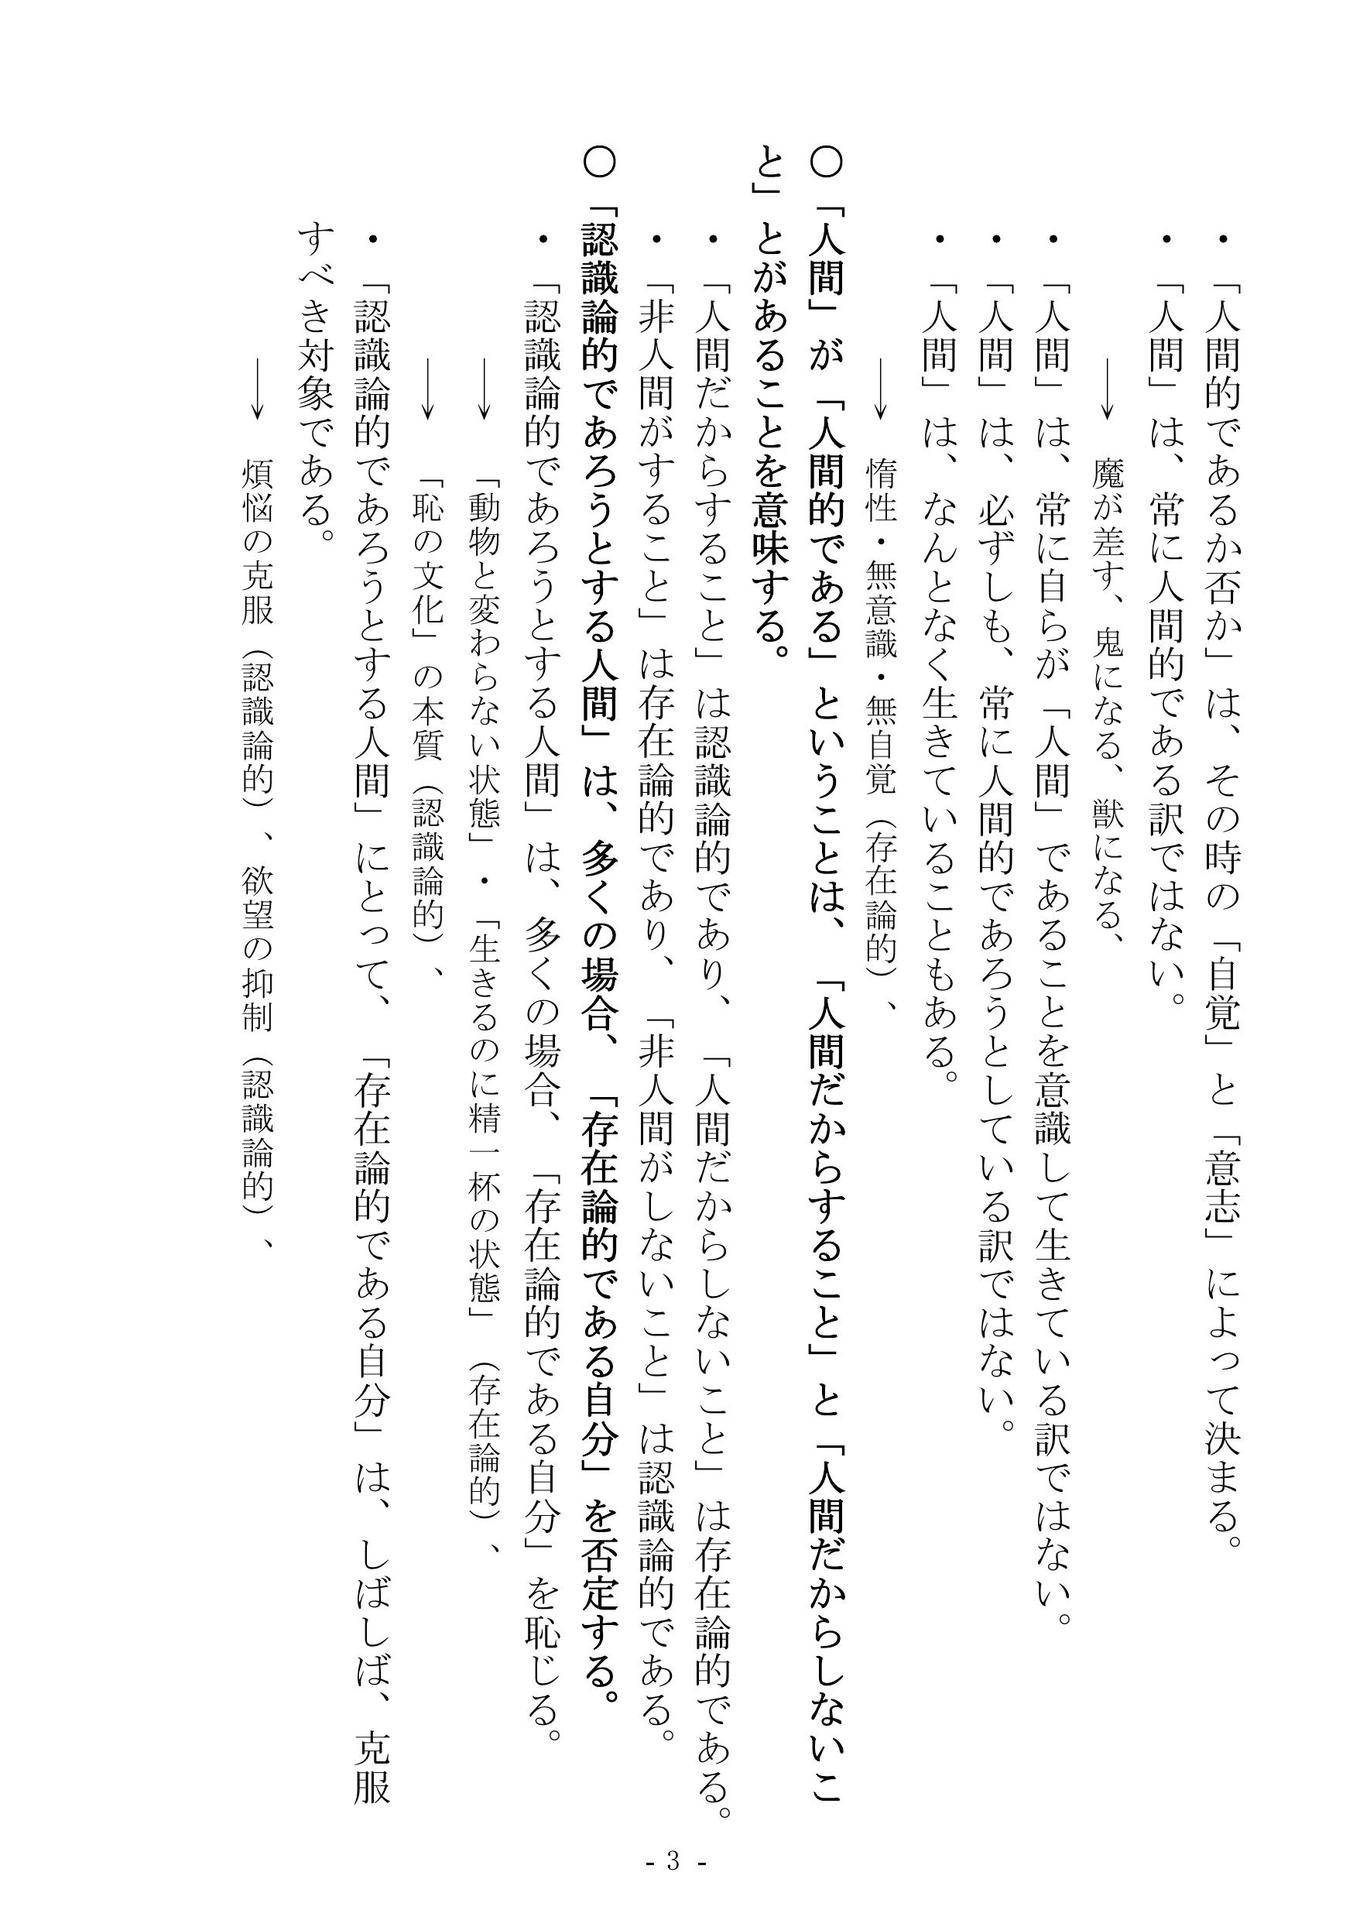 ・「人間的であるか否か」は、その時の「自覚」と「意志」によって決まる。
・「人間」は、常に人間的である訳ではない。
→ 魔が差す、鬼になる、獣になる、
・「人間」は、常に自らが「人間」であることを意識して生きている訳ではない。
・「人間」は、必ずしも、常に人間的であろうとしている訳ではない。
・「人間」は、なんとなく生きていることもある。
→ 惰性・無意識・無自覚（存在論的）、
〇「人間」が「人間的である」ということは、「人間だからすること」と「人間だからしないこ
と」とがあることを意味する。
・「人間だからすること」は認識論的であり、「人間だからしないこと」は存在論的である。
・「非人間がすること」は存在論的であり、「非人間がしないこと」は認識論的である。
〇「認識論的であろうとする人間」は、多くの場合、「存在論的である自分」を否定する。
・「認識論的であろうとする人間」は、多くの場合、「存在論的である自分」を恥じる。
→ 「動物と変わらない状態」・「生きるのに精一杯の状態」（存在論的）、
→ 「恥の文化」の本質（認識論的）、
・「認識論的であろうとする人間」にとって、「存在論的である自分」は、しばしば、克服
すべき対象である。
→ 煩悩の克服（認識論的）、欲望の抑制（認識論的）、
- 3 -